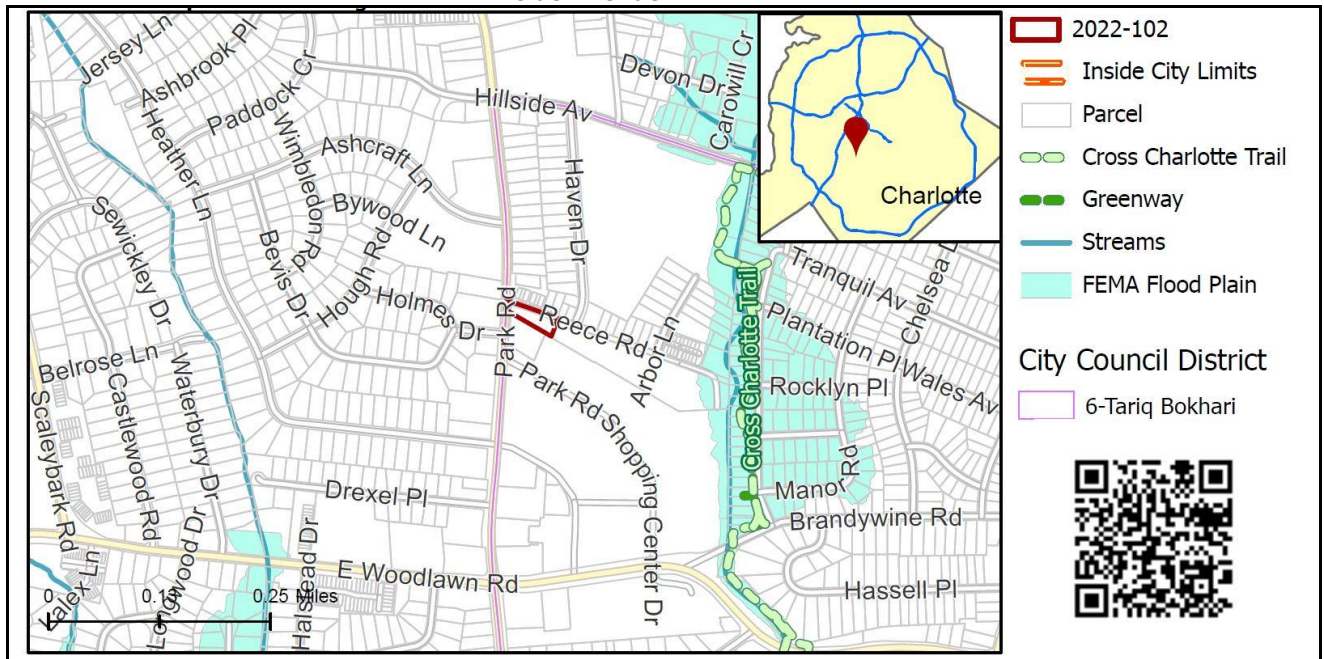 Jersey Ln
Ashbrook Pl
Paddock Cr
Heather Ln
Wimbledon Rd
Ashcraft Ln
Bywood Ln
Hough Rd
Bevis Dr
Holmes Dr
Sewickley Dr
Belrose Ln
Scaleybark Rd
Castlewood Rd
Waterbury Dr
Longwood Dr
Halstead Dr
Drexel Pl
E Woodlawn Rd
Hillside Av
Haven Dr
Devon Dr
Carowill Cr
Park Rd
Reece Rd
Arbor Ln
Park Rd Shopping Center Dr
Cross Charlotte Trail
Tranquil Av
Plantation Pl
Wales Av
Rocklyn Pl
Manor Rd
Brandywine Rd
Hassell Pl
0 0.15 0.25 Miles
Charlotte
2022-102
Inside City Limits
Parcel
Cross Charlotte Trail
Greenway
Streams
FEMA Flood Plain
City Council District
6-Tariq Bokhari